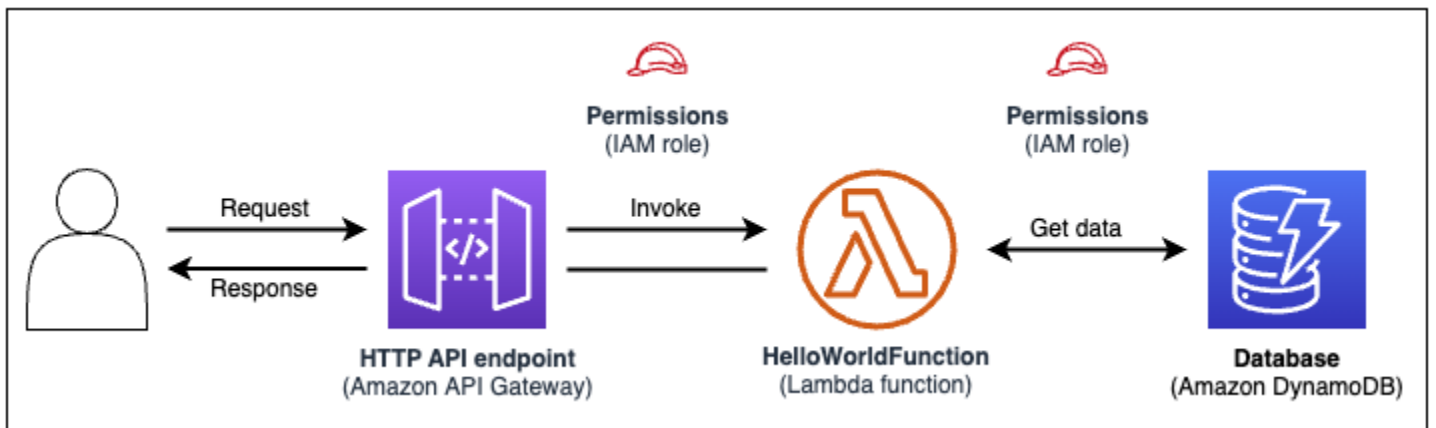 Permissions
(IAM role)
Permissions
(IAM role)
Request
Response
</>
Invoke
Get data
HTTP API endpoint
(Amazon API Gateway)
HelloWorldFunction
(Lambda function)
Database
(Amazon DynamoDB)